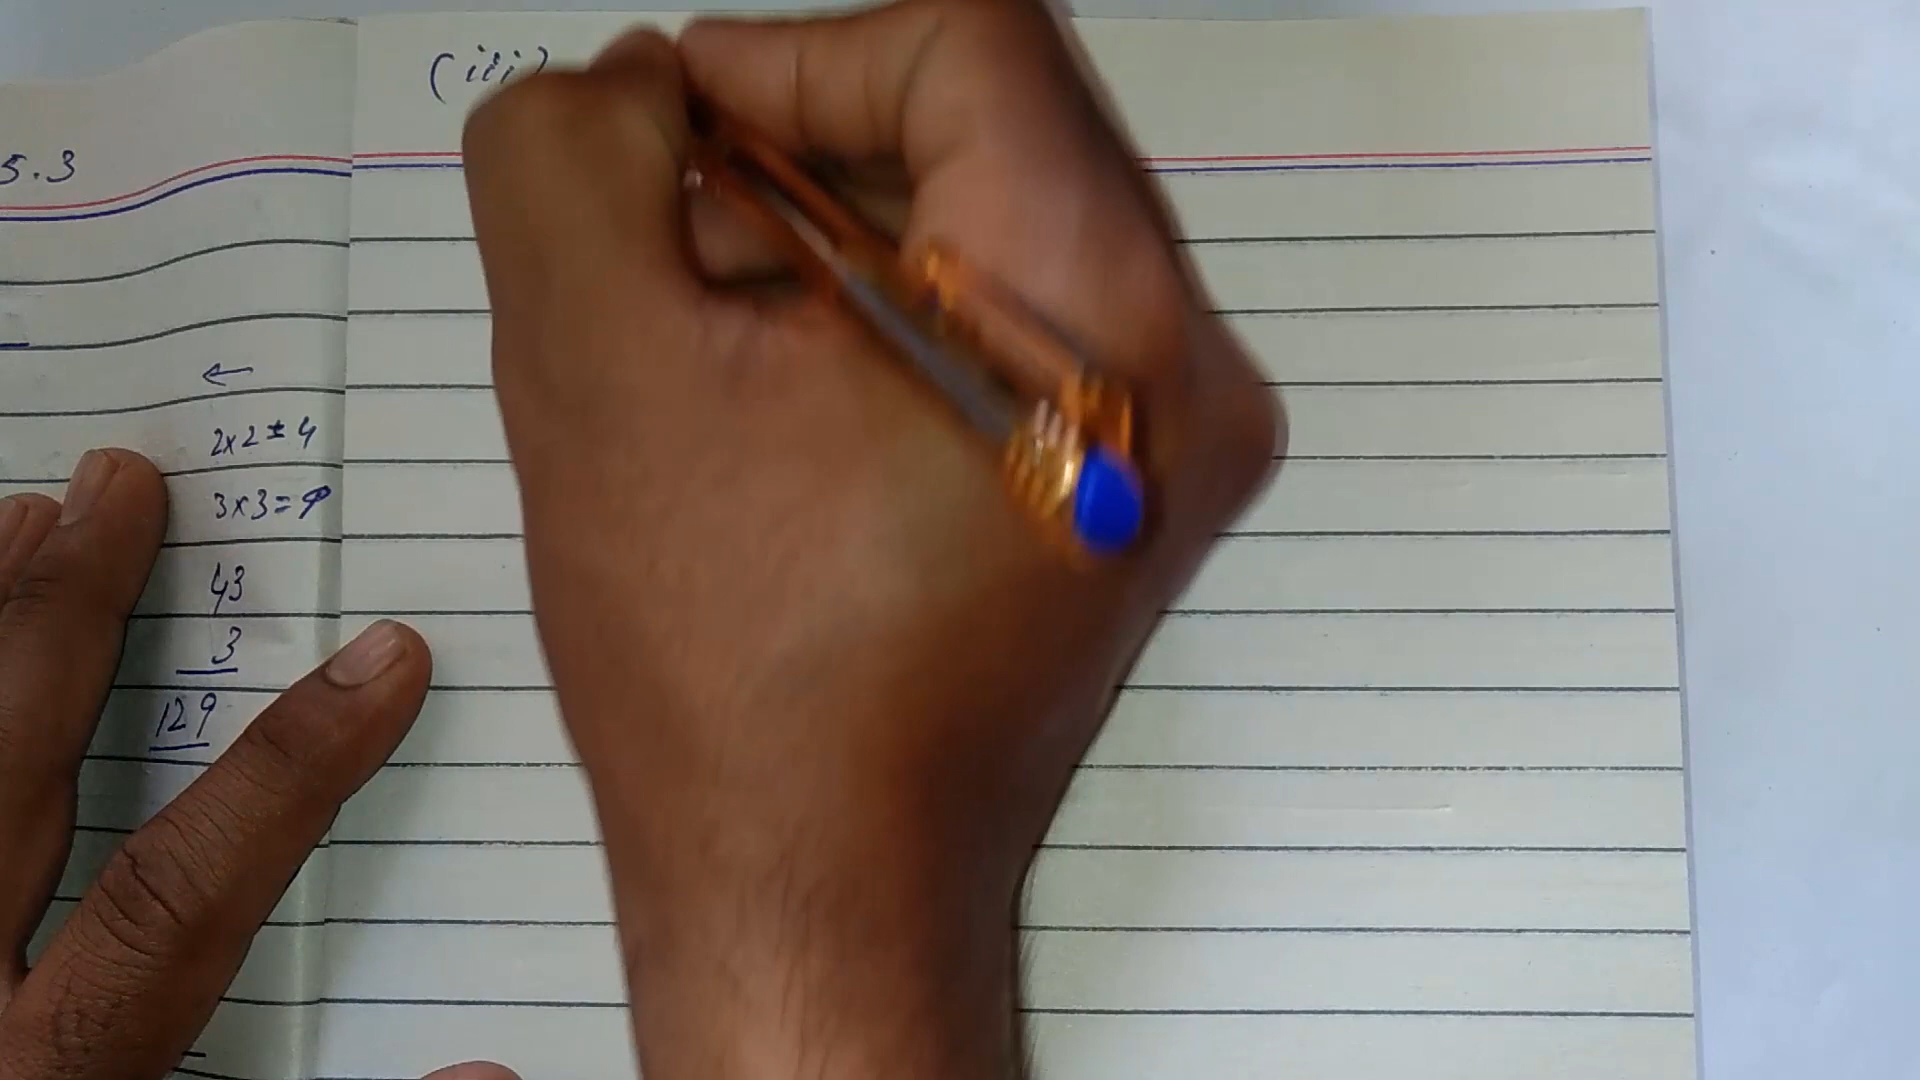 (iii)
5.3
←
2x2 = 4
3x3 = 9
43
3
129